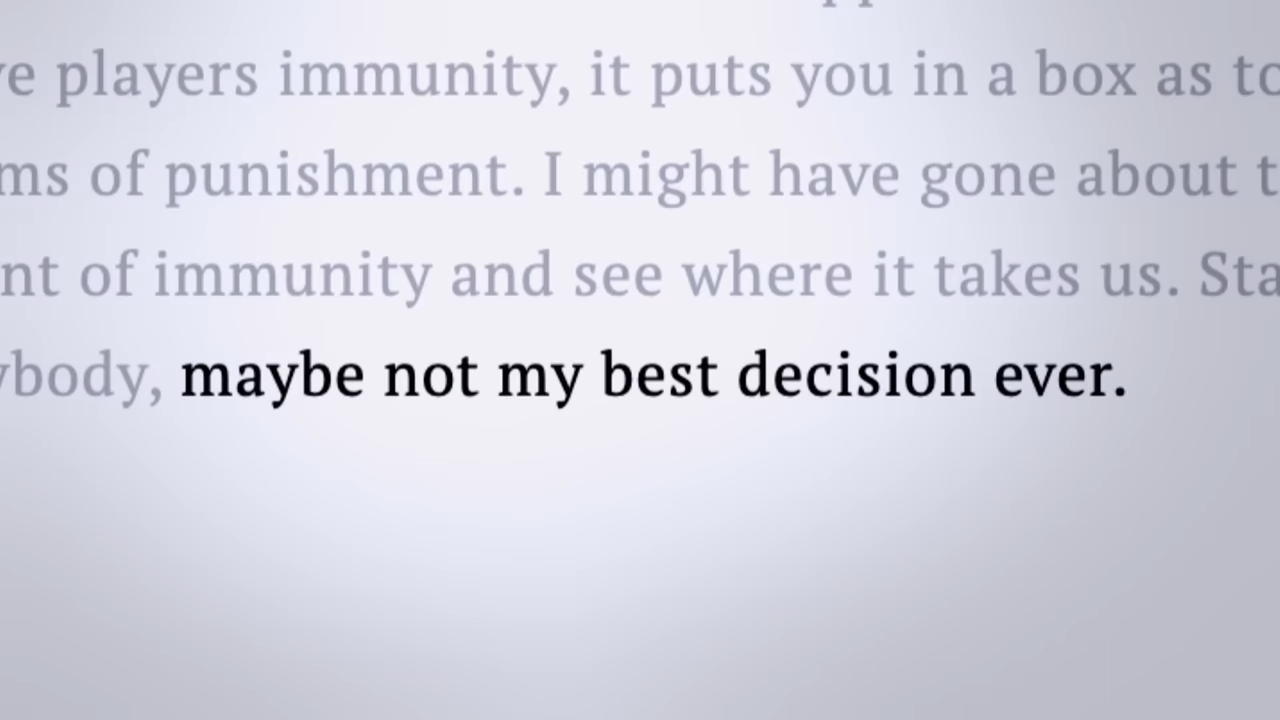 players immunity, it puts you in a box as
of punishment. I might have gone about
of immunity and see where it takes us.
maybe not my best decision ever.